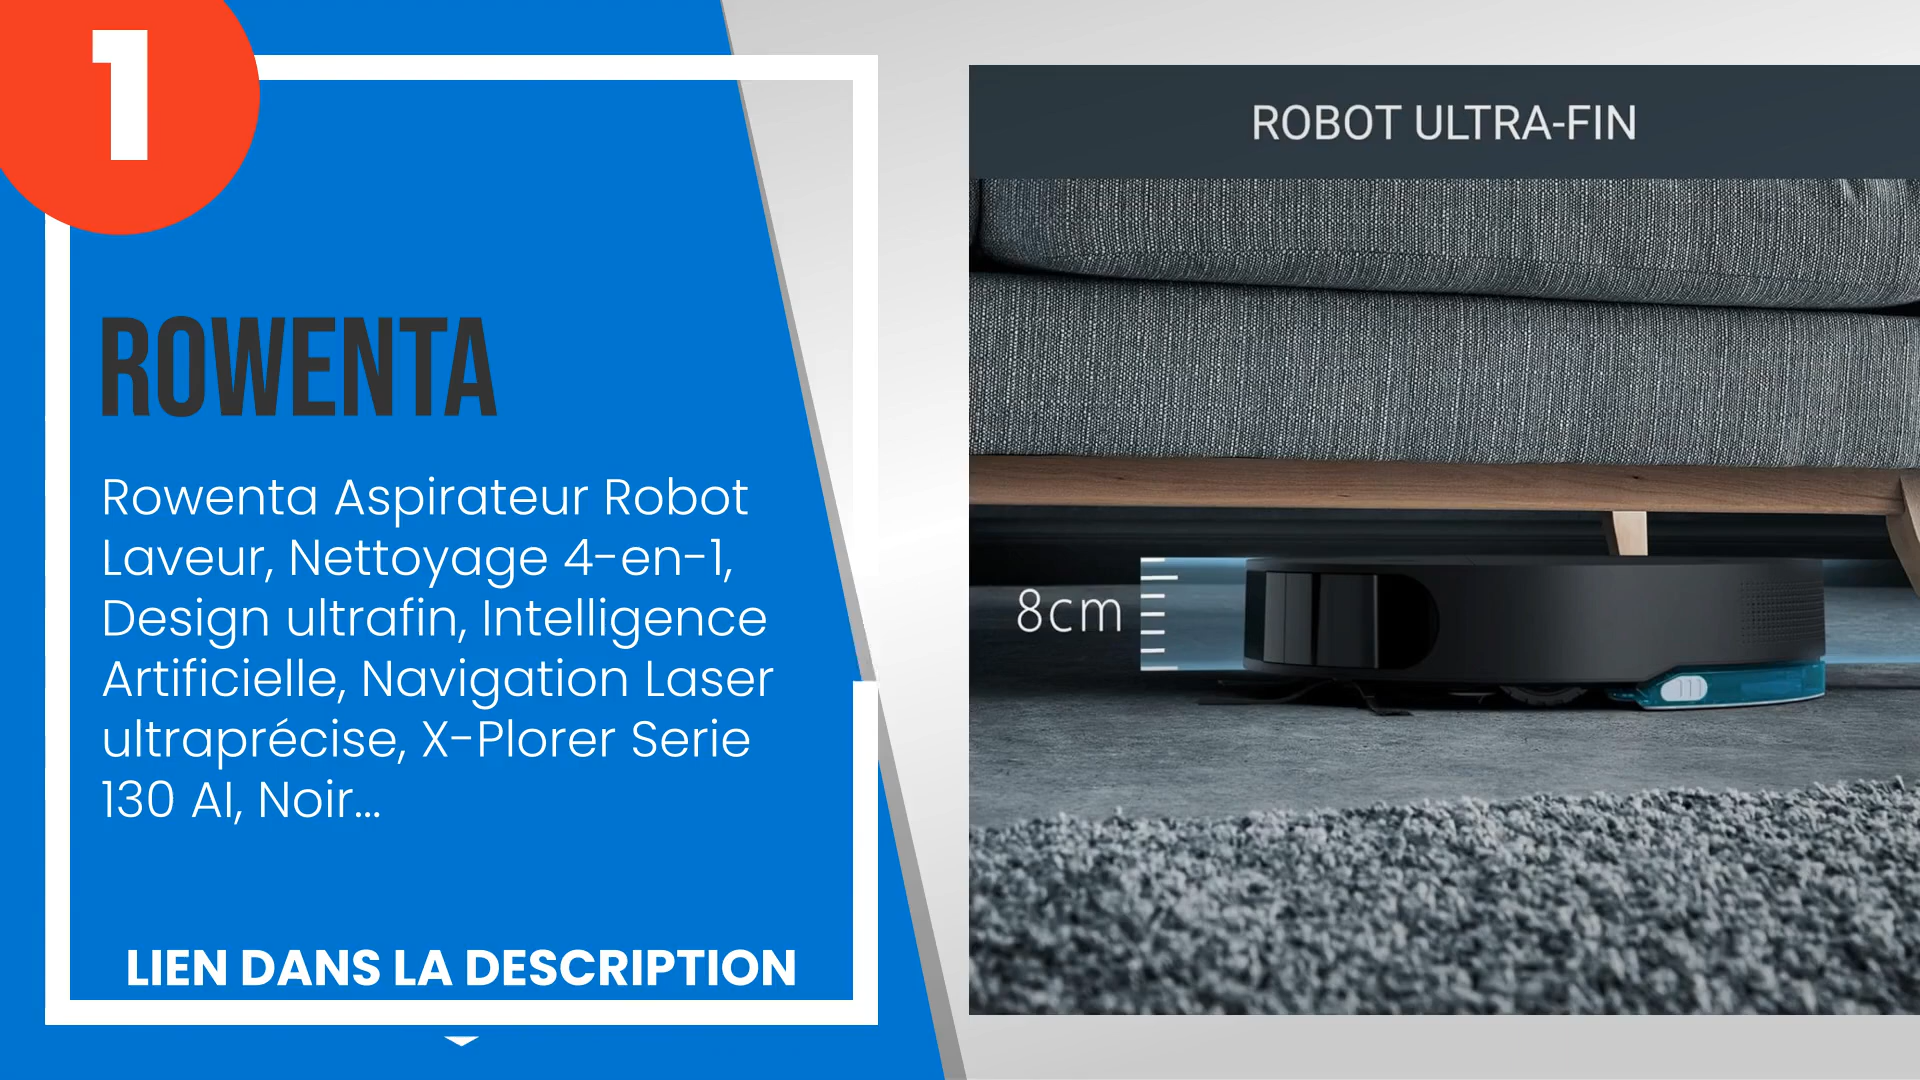 1
ROWENTA
Rowenta Aspirateur Robot
Laveur, Nettoyage 4-en-1,
Design ultrafin, Intelligence
Artificielle, Navigation Laser
ultraprécise, X-Plorer Serie
130 AI, Noir...
LIEN DANS LA DESCRIPTION
ROBOT ULTRA-FIN
8cm